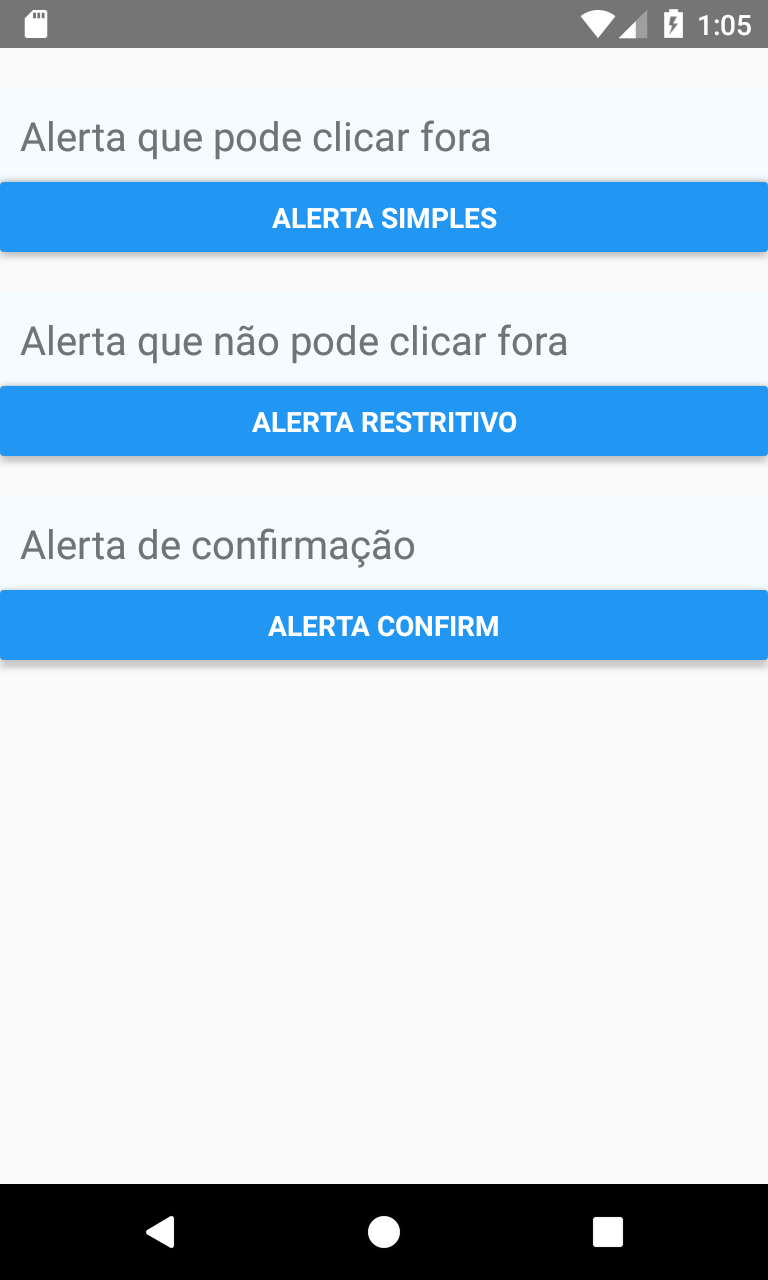 1:05
Alerta que pode clicar fora
ALERTA SIMPLES
Alerta que não pode clicar fora
ALERTA RESTRITIVO
Alerta de confirmação
ALERTA CONFIRM